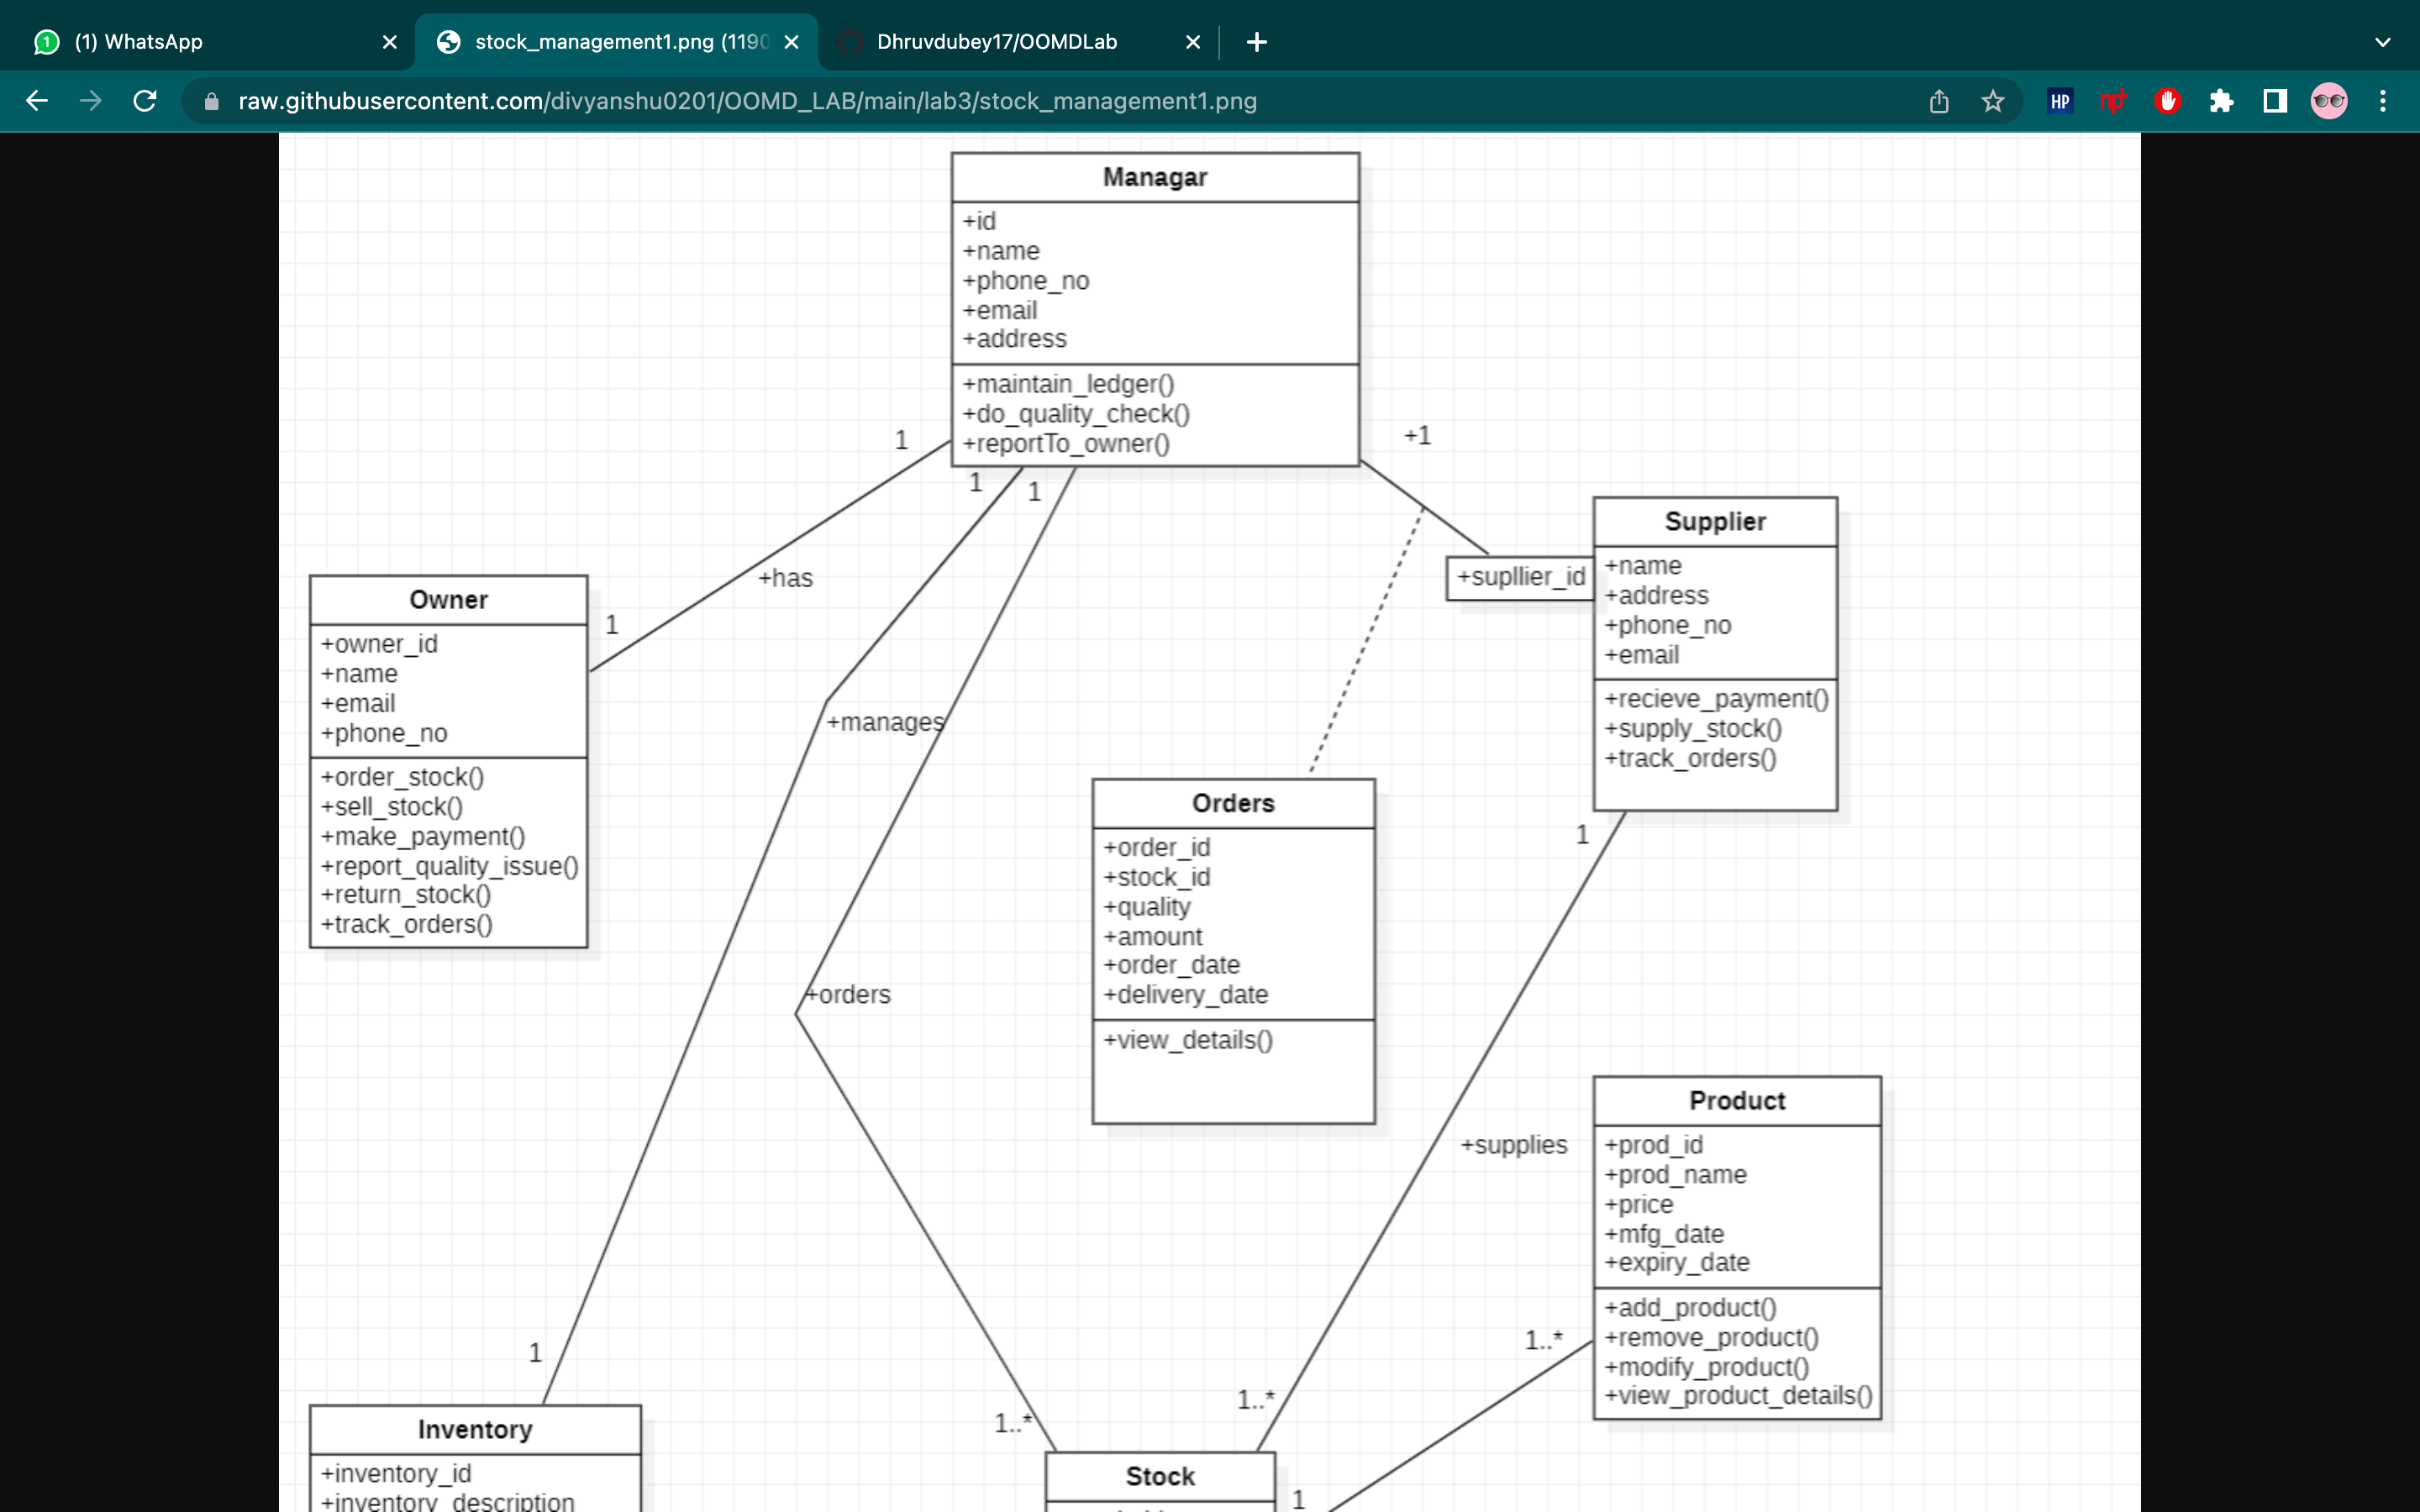 (1) WhatsApp
stock_management1.png (1190
Dhruvdubey17/OOMDLab
raw.githubusercontent.com/divyanshu0201/OOMD_LAB/main/lab3/stock_management1.png
HP
np
Managar
+id
+name
+phone_no
+email
+address
+maintain_ledger()
+do_quality_check()
+reportTo_owner()
1
+1
1
1
Supplier
+supllier_id
+name
+address
+phone_no
+email
+recieve_payment()
+supply_stock()
+track_orders()
+has
1
Owner
+owner_id
+name
+email
+phone_no
+order_stock()
+sell_stock()
+make_payment()
+report_quality_issue()
+return_stock()
+track_orders()
+manages
+orders
Orders
+order_id
+stock_id
+quality
+amount
+order_date
+delivery_date
+view_details()
1
+supplies
Product
+prod_id
+prod_name
+price
+mfg_date
+expiry_date
+add_product()
+remove_product()
+modify_product()
+view_product_details()
1..*
1
1..*
1..*
Inventory
+inventory_id
+inventory_description
Stock
1